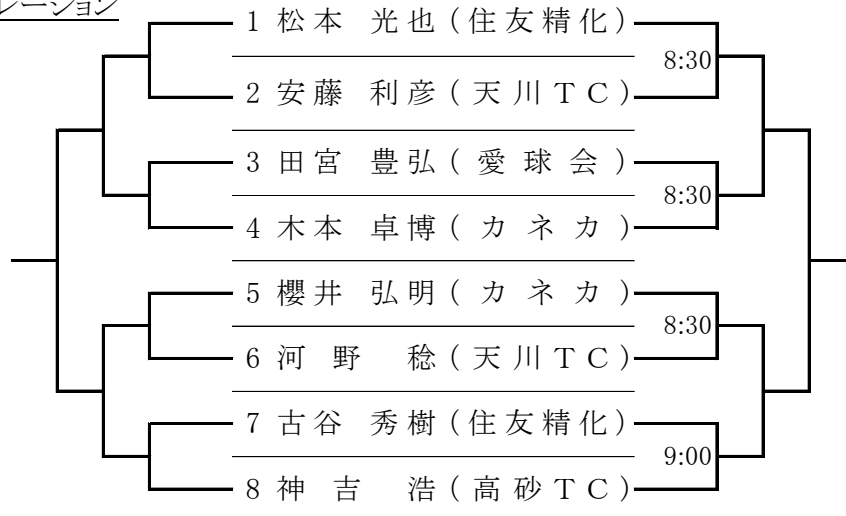 レーション
1 松本 光也(住友精化)
8:30
2 安藤 利彦(天川TC)
3 田宮 豊弘(愛球会)
8:30
4 木本 卓博(カネカ)
5 櫻井 弘明(カネカ)
8:30
6 河野 稔(天川TC)
7 古谷 秀樹(住友精化)
9:00
8 神吉 浩(高砂TC)